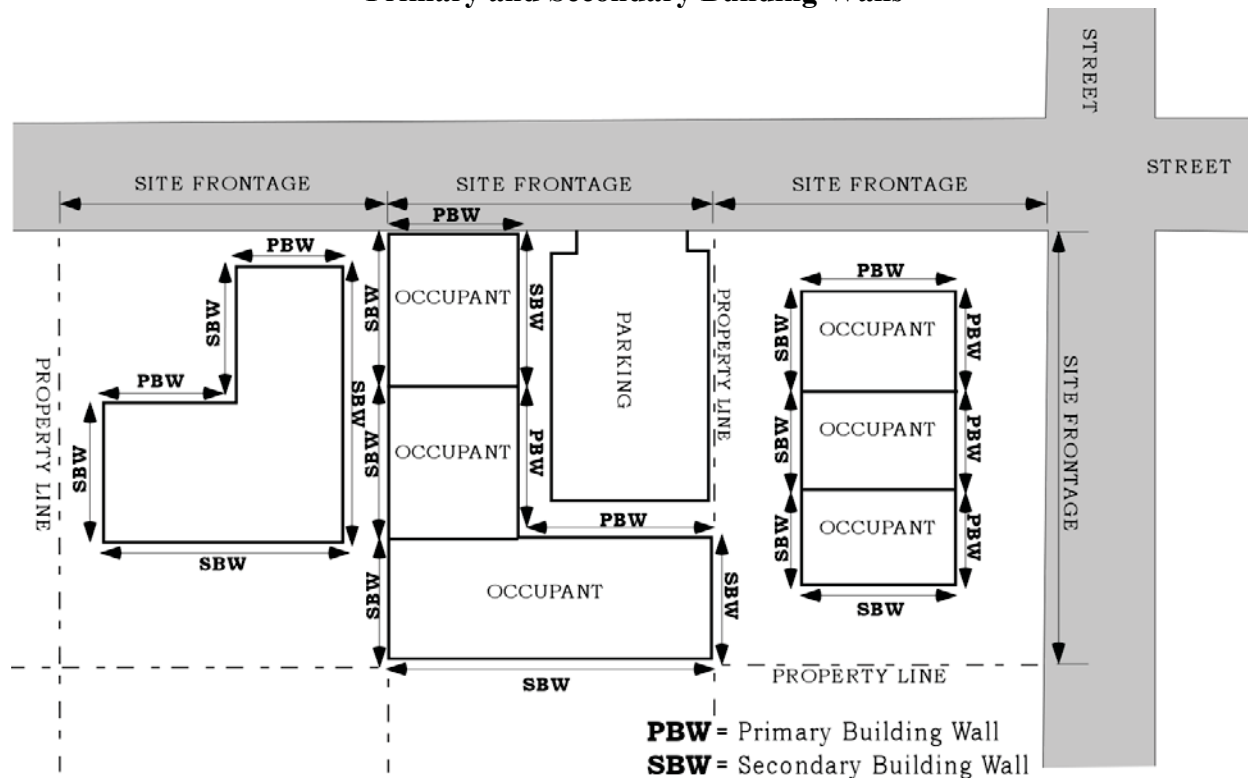 Primary and Secondary Building Walls
STREET
STREET
SITE FRONTAGE
SITE FRONTAGE
SITE FRONTAGE
PBW
PBW
PBW
SBW
SBW
SBW
OCCUPANT
PARKING
PROPERTY LINE
SBW
OCCUPANT
PBW
SITE FRONTAGE
PROPERTY LINE
PBW
SBW
SBW
SBW
OCCUPANT
PBW
SBW
OCCUPANT
PBW
SBW
PBW
SBW
OCCUPANT
PBW
SBW
SBW
OCCUPANT
SBW
SBW
SBW
PROPERTY LINE
PBW = Primary Building Wall
SBW = Secondary Building Wall